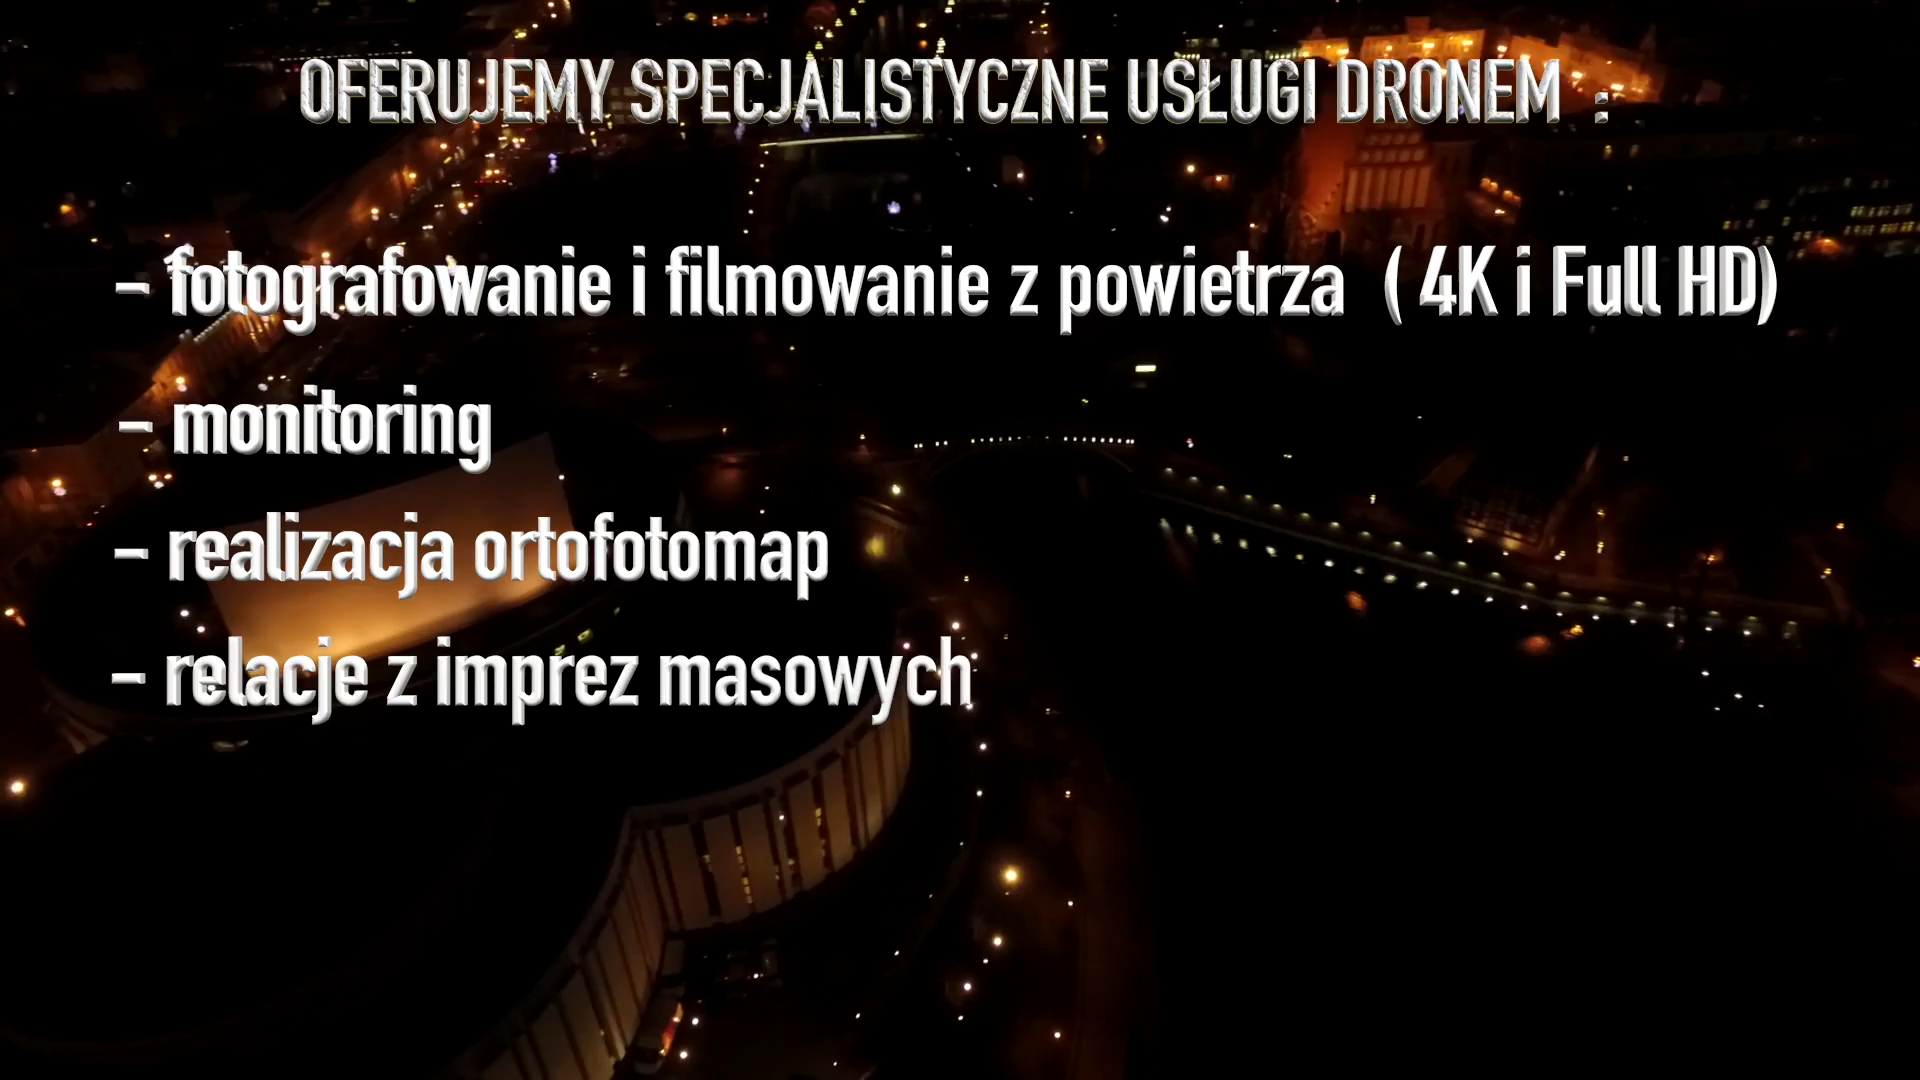 OFERUJEMY SPECJALISTYCZNE USŁUGI DRONEM :
– fotografowanie i filmowanie z powietrza ( 4K i Full HD)
– monitoring
– realizacja ortofotomap
– relacje z imprez masowych